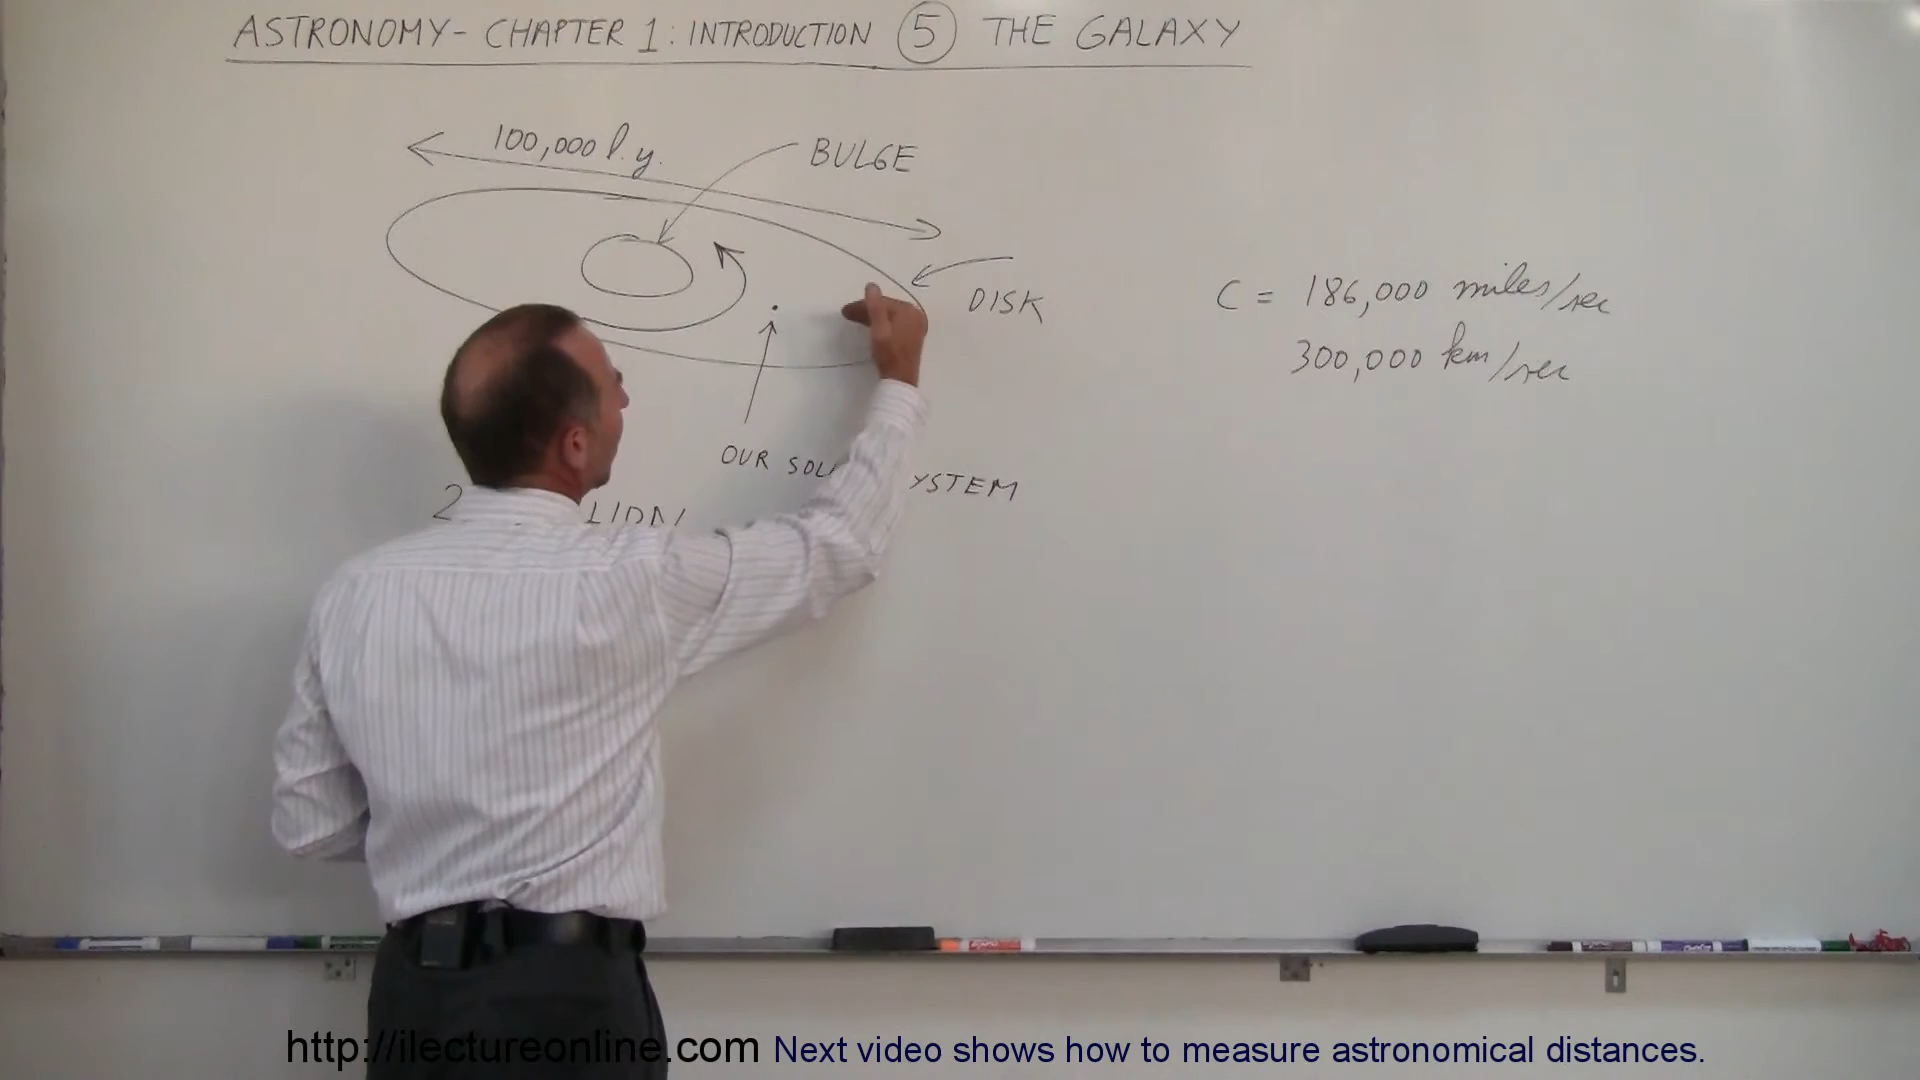 ASTRONOMY- CHAPTER 1: INTRODUCTION 5 THE GALAXY
100,000 l.y.
BULGE
DISK
C = 186,000 miles/sec
300,000 km/sec
OUR
YSTEM
2
http://ilectureonline.com Next video shows how to measure astronomical distances.